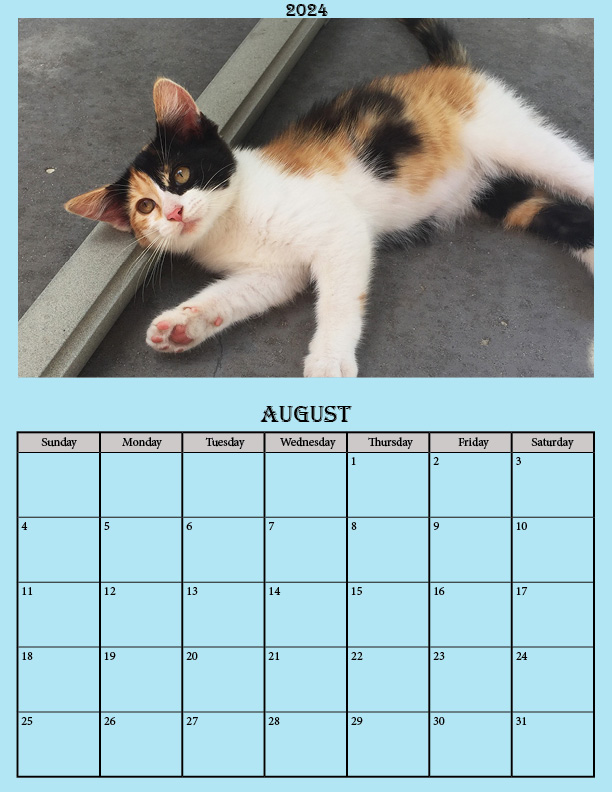 2024
AUGUST
Sunday Monday Tuesday Wednesday Thursday Friday Saturday
1 2 3
4 5 6 7 8 9 10
11 12 13 14 15 16 17
18 19 20 21 22 23 24
25 26 27 28 29 30 31